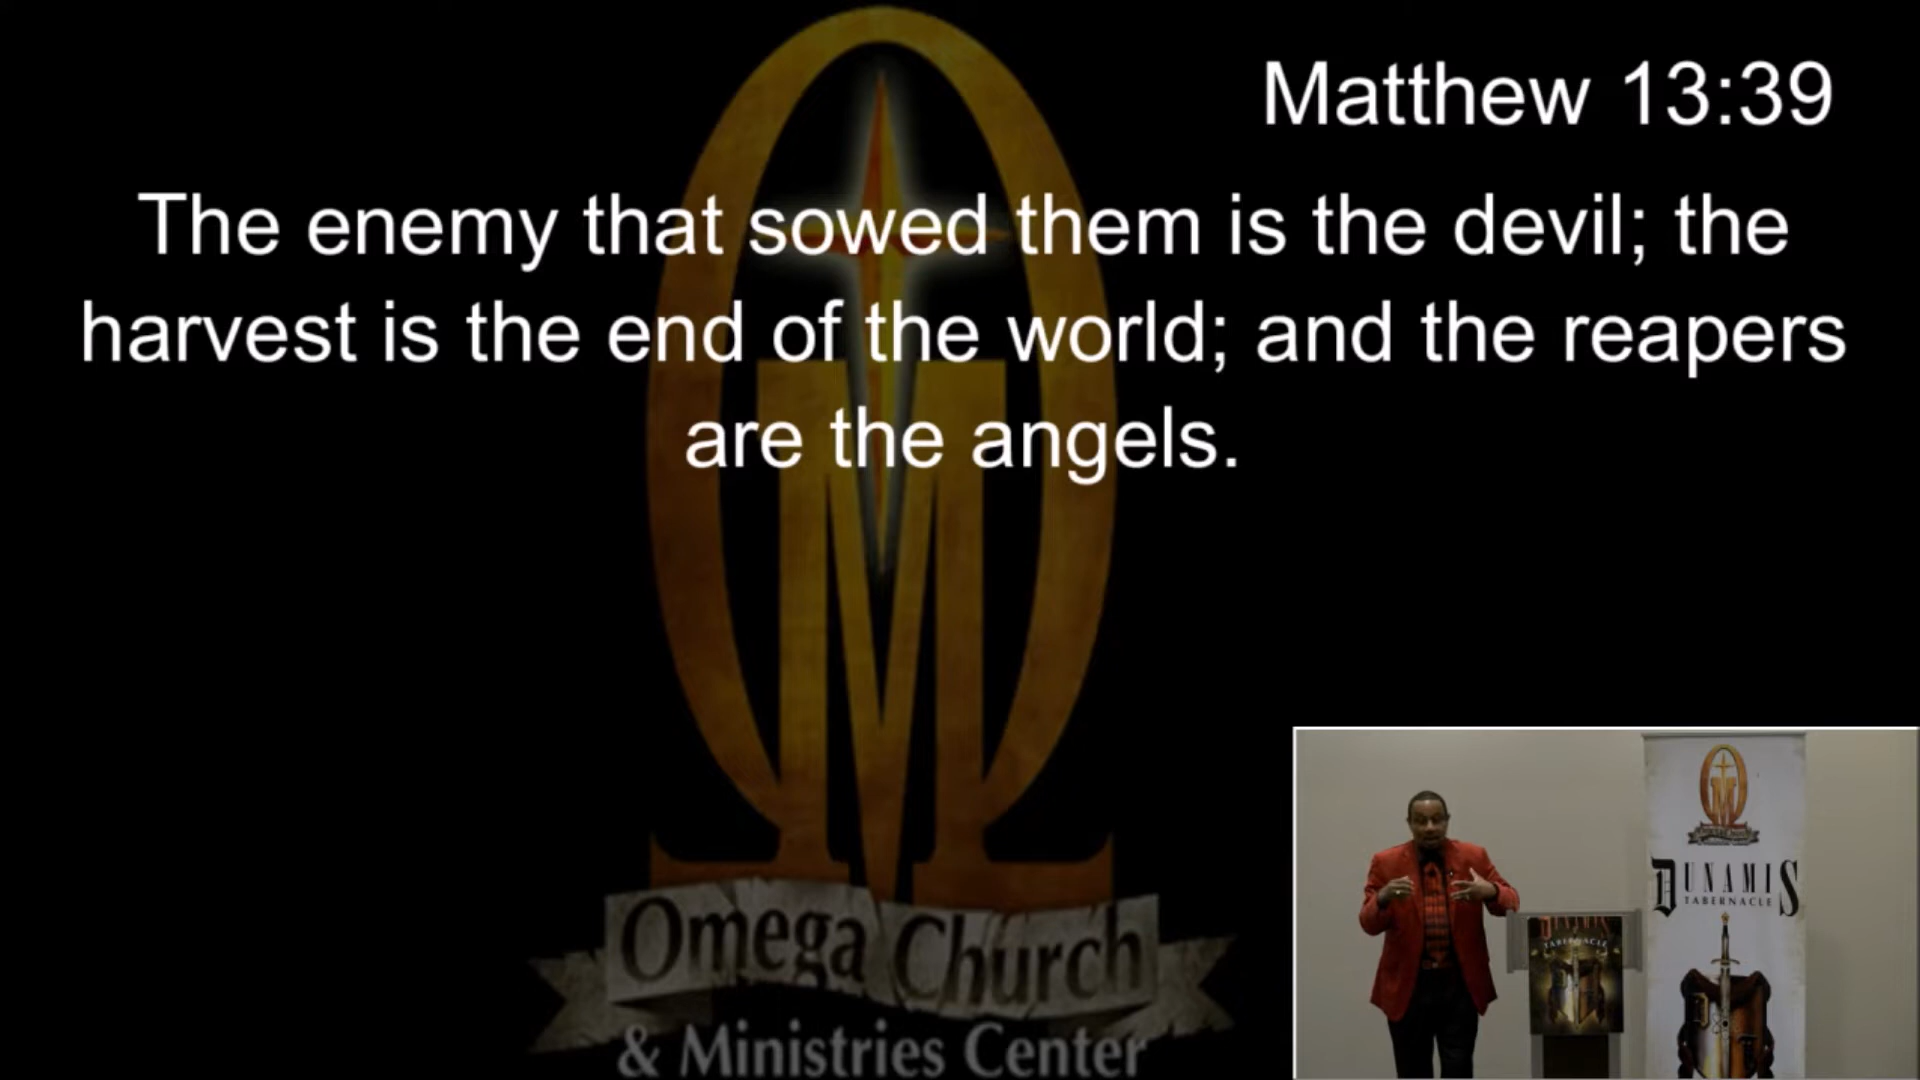 Matthew 13:39
The enemy that sowed them is the devil; the
harvest is the end of the world; and the reapers
are the angels.
Omega Church
& Ministries Center
DUNAMIS
TABERNACLE
TABERNACLE